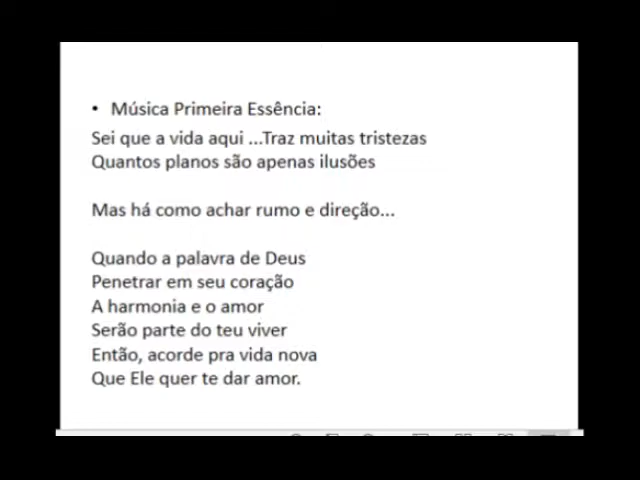 • Música Primeira Essência:
Sei que a vida aqui ...Traz muitas tristezas
Quantos planos são apenas ilusões
Mas há como achar rumo e direção...
Quando a palavra de Deus
Penetrar em seu coração
A harmonia e o amor
Serão parte do teu viver
Então, acorde pra vida nova
Que Ele quer te dar amor.